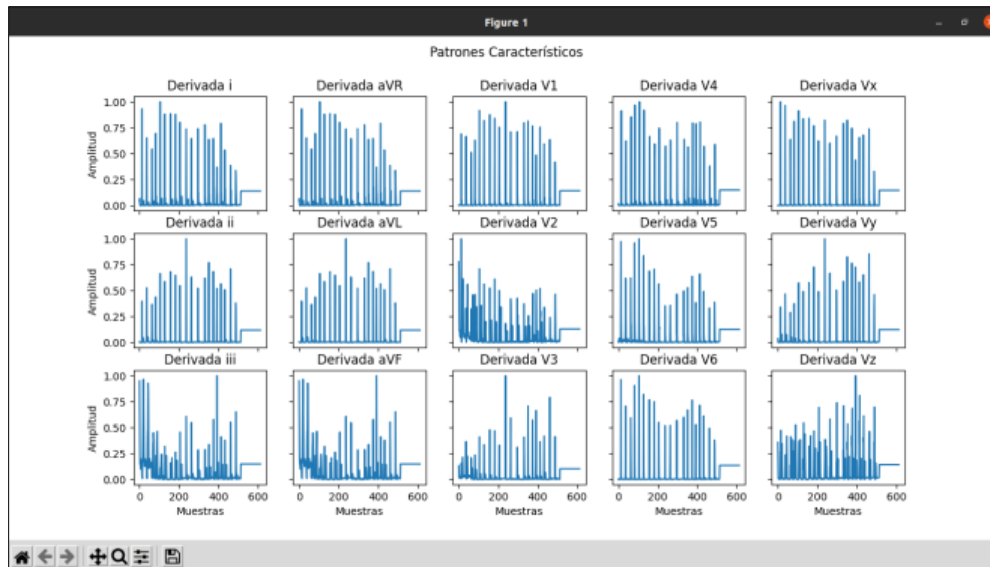 Figure 1
Patrones Característicos
Derivada i
Derivada aVR
Derivada V1
Derivada V4
Derivada Vx
1.00
0.75
0.50
0.25
0.00
Amplitud
Derivada ii
Derivada aVL
Derivada V2
Derivada V5
Derivada Vy
1.00
0.75
0.50
0.25
0.00
Amplitud
Derivada iii
Derivada aVF
Derivada V3
Derivada V6
Derivada Vz
1.00
0.75
0.50
0.25
0.00
Amplitud
0 200 400 600
0 200 400 600
0 200 400 600
0 200 400 600
0 200 400 600
Muestras
Muestras
Muestras
Muestras
Muestras